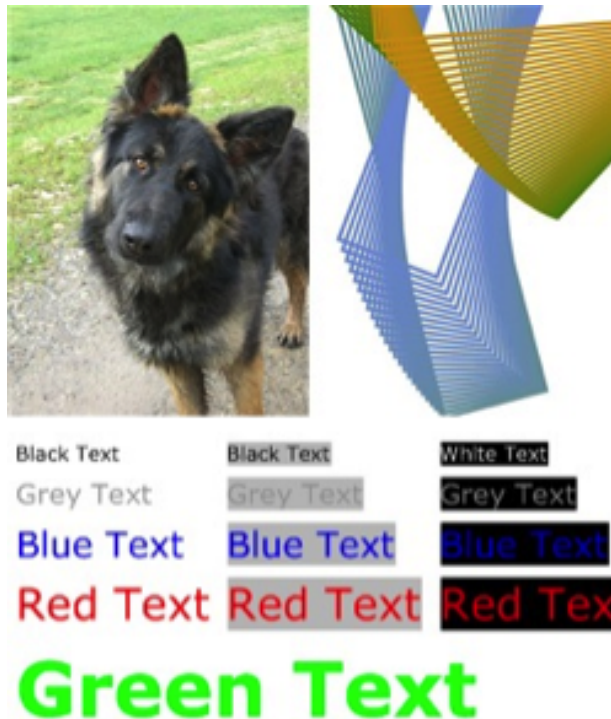 Black Text Black Text White Text
Grey Text Grey Text Grey Text
Blue Text Blue Text Blue Text
Red Text Red Text Red Tex
Green Text